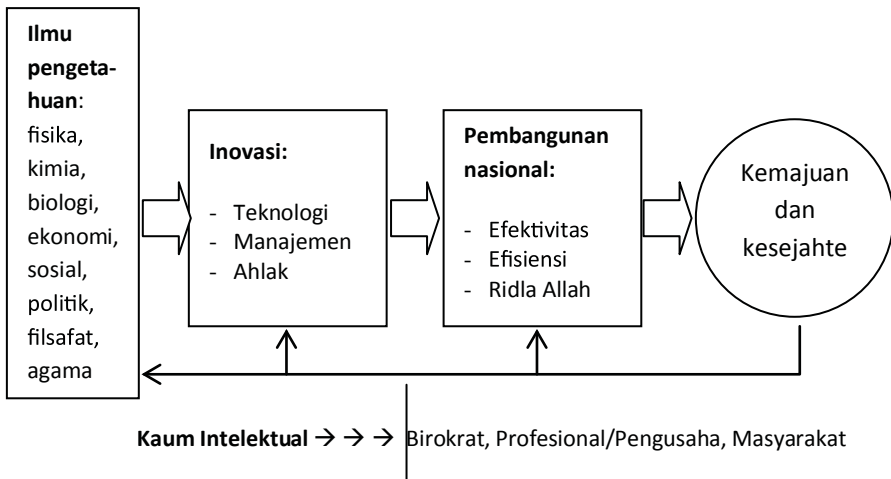 Ilmu
pengeta-
huan:
fisika,
kimia,
biologi,
ekonomi,
sosial,
politik,
filsafat,
agama
Inovasi:
- Teknologi
- Manajemen
- Ahlak
Pembangunan
nasional:
- Efektivitas
- Efisiensi
- Ridla Allah
Kemajuan
dan
kesejahte
Kaum Intelektual → → → Birokrat, Profesional/Pengusaha, Masyarakat